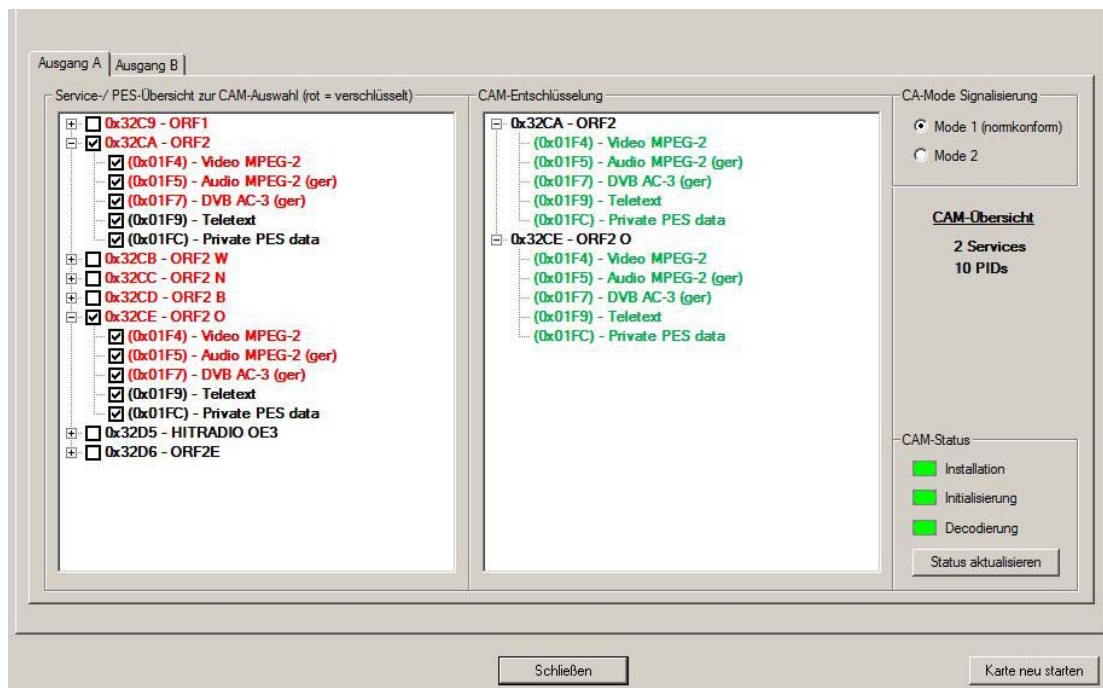 Ausgang A
Ausgang B
Service-/ PES-Übersicht zur CAM-Auswahl (rot = verschlüsselt)
0x32C9 - ORF1
0x32CA - ORF2
(0x01F4) - Video MPEG-2
(0x01F5) - Audio MPEG-2 (ger)
(0x01F7) - DVB AC-3 (ger)
(0x01F9) - Teletext
(0x01FC) - Private PES data
0x32CB - ORF2 W
0x32CC - ORF2 N
0x32CD - ORF2 B
0x32CE - ORF2 O
(0x01F4) - Video MPEG-2
(0x01F5) - Audio MPEG-2 (ger)
(0x01F7) - DVB AC-3 (ger)
(0x01F9) - Teletext
(0x01FC) - Private PES data
0x32D5 - HITRADIO OE3
0x32D6 - ORF2E
CAM-Entschlüsselung
0x32CA - ORF2
(0x01F4) - Video MPEG-2
(0x01F5) - Audio MPEG-2 (ger)
(0x01F7) - DVB AC-3 (ger)
(0x01F9) - Teletext
(0x01FC) - Private PES data
0x32CE - ORF2 O
(0x01F4) - Video MPEG-2
(0x01F5) - Audio MPEG-2 (ger)
(0x01F7) - DVB AC-3 (ger)
(0x01F9) - Teletext
(0x01FC) - Private PES data
CA-Mode Signalisierung
Mode 1 (normkonform)
Mode 2
CAM-Übersicht
2 Services
10 PIDs
CAM-Status
Installation
Initialisierung
Decodierung
Status aktualisieren
Schließen
Karte neu starten